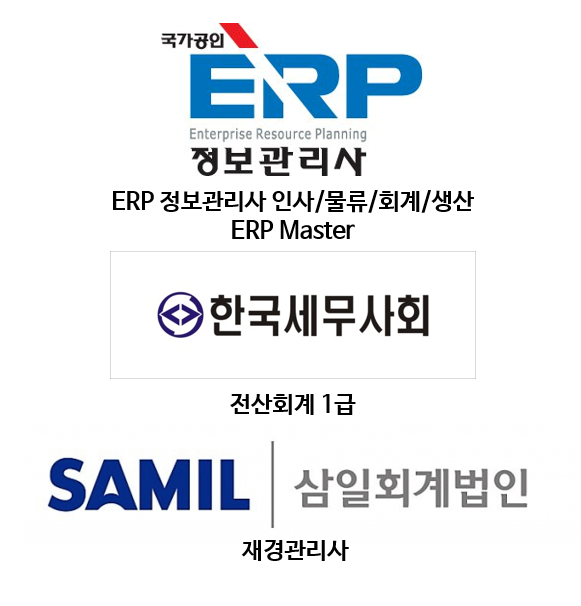 국가공인
ERP
Enterprise Resource Planning
정보관리사
ERP 정보관리사 인사/물류/회계/생산
ERP Master
한국세무사회
전산회계 1급
SAMIL 삼일회계법인
재경관리사